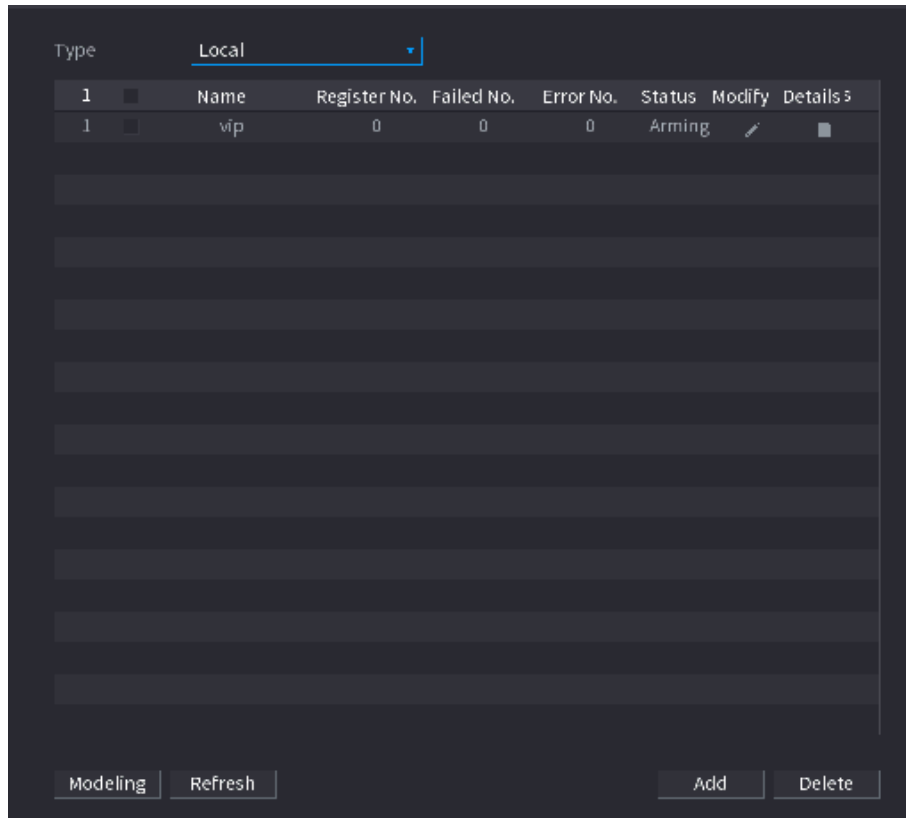 Type Local
1 Name Register No. Failed No. Error No. Status Modify Details s
1 vip 0 0 0 Arming
Modeling Refresh Add Delete